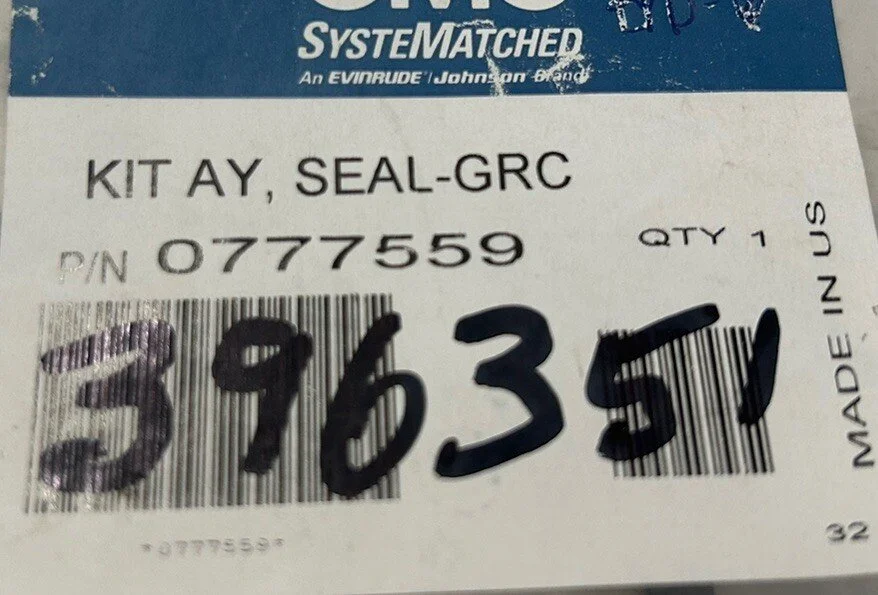 SYSTEMATCHED
An EVINRUDE / Johnson Brand
KIT AY, SEAL-GRC
P/N 0777559
QTY 1
396351
MADE IN US
32
*0777559*